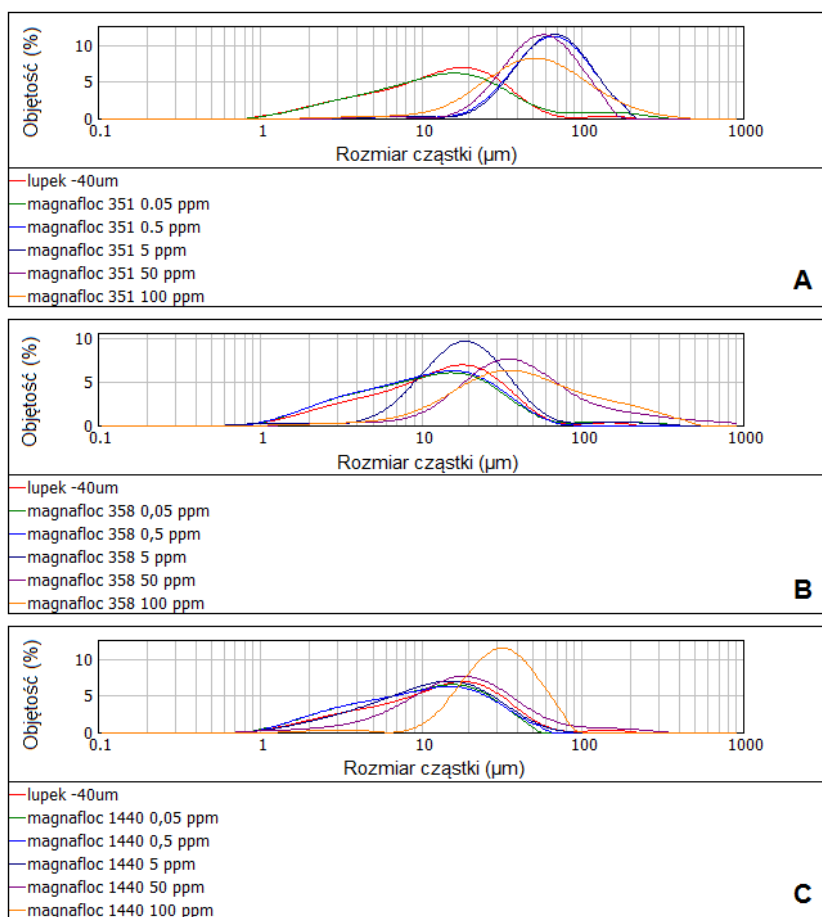 Objętość (%)
10
5
0
0.1
1
10
100
1000
Rozmiar cząstki (µm)
lupek -40um
magnafloc 351 0.05 ppm
magnafloc 351 0.5 ppm
magnafloc 351 5 ppm
magnafloc 351 50 ppm
magnafloc 351 100 ppm
A
Objętość (%)
10
5
0
0.1
1
10
100
1000
Rozmiar cząstki (µm)
lupek -40um
magnafloc 358 0,05 ppm
magnafloc 358 0,5 ppm
magnafloc 358 5 ppm
magnafloc 358 50 ppm
magnafloc 358 100 ppm
B
Objętość (%)
10
5
0
0.1
1
10
100
1000
Rozmiar cząstki (µm)
lupek -40um
magnafloc 1440 0,05 ppm
magnafloc 1440 0,5 ppm
magnafloc 1440 5 ppm
magnafloc 1440 50 ppm
magnafloc 1440 100 ppm
C